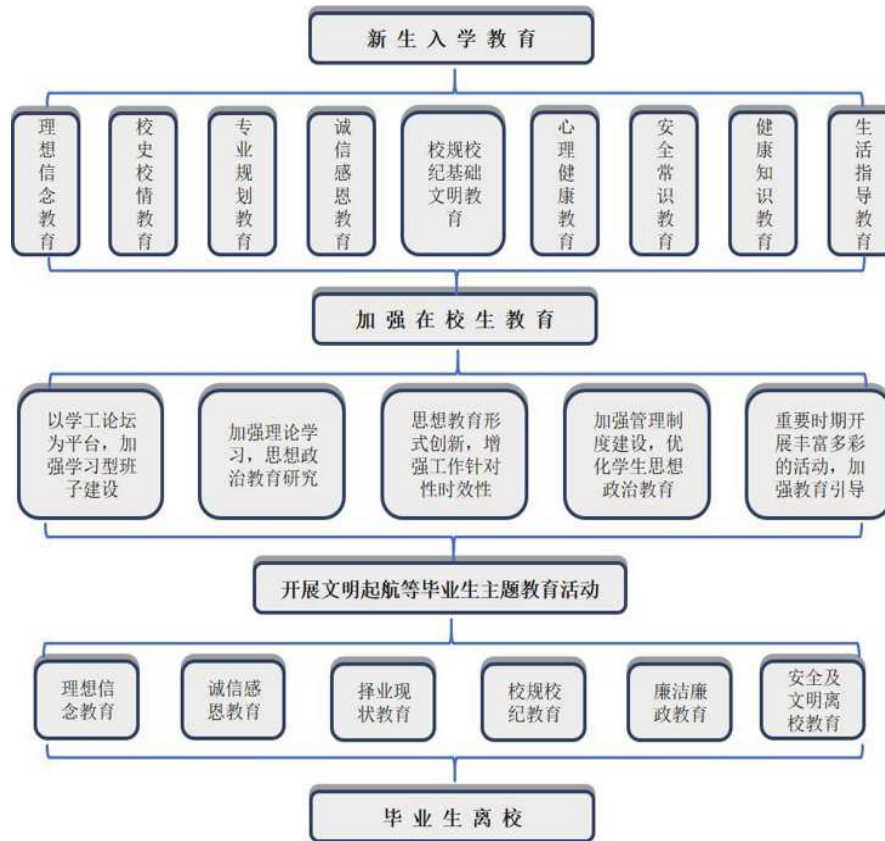 新生入学教育
理想信念教育
校史校情教育
专业规划教育
诚信感恩教育
校规校
纪基础
文明教
育
心理健康教育
安全常识教育
健康知识教育
生活指导教育
加强在校生教育
以学工论坛
为平台，加
强学习型班
子建设
加强理论学
习，思想政
治教育研究
思想教育形
式创新，增
强工作针对
性时效性
加强管理制
度建设，优
化学生思想
政治教育
重要时期开
展丰富多彩
的活动，加
强教育引导
开展文明起航等毕业生主题教育活动
理想信
念教育
诚信感
恩教育
择业现
状教育
校规校
纪教育
廉洁廉
政教育
安全及
文明离
校教育
毕业生离校